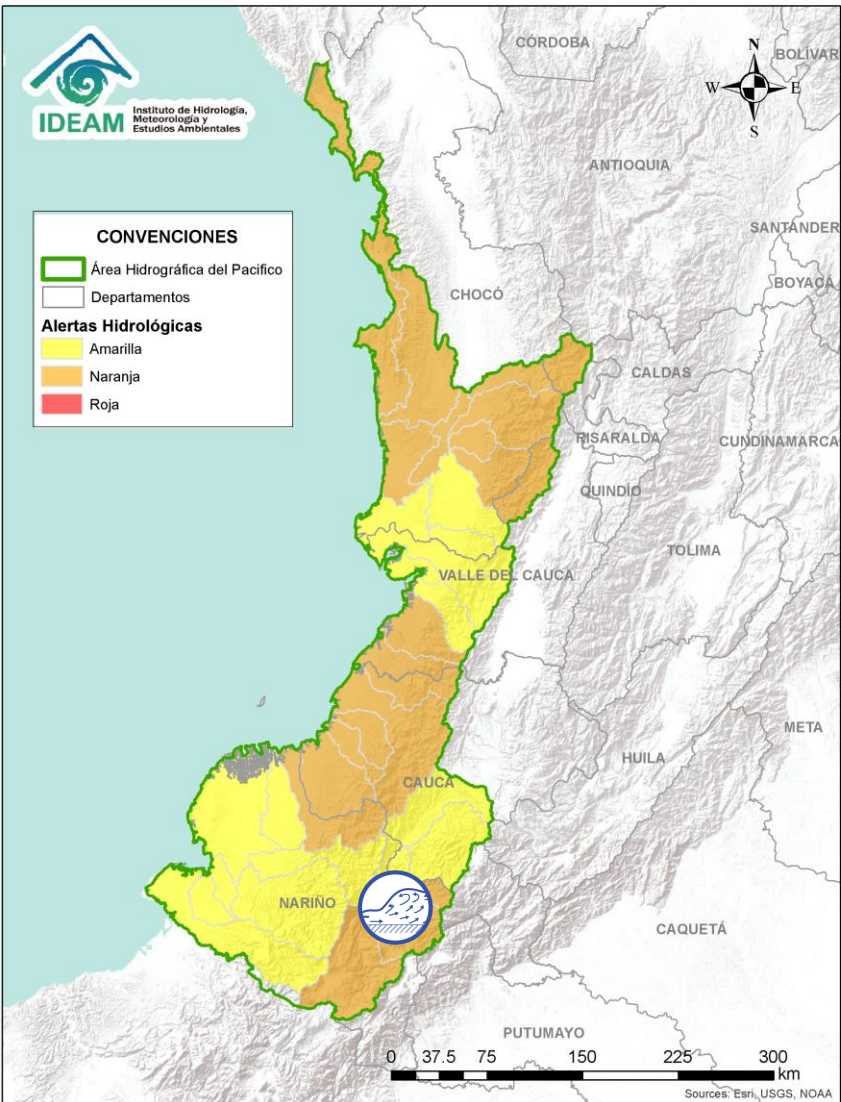 IDEAM
Instituto de Hidrología,
Meteorología y
Estudios Ambientales
N
W
E
S
CÓRDOBA
BOLIVAR
ANTIOQUIA
SANTANDER
BOYACÁ
CHOCÓ
CALDAS
RISARALDA
CUNDINAMARCA
QUINDÍO
TOLIMA
VALLE DEL CAUCA
META
HUILA
CAUCA
NARIÑO
CAQUETÁ
PUTUMAYO
CONVENCIONES
Área Hidrográfica del Pacifico
Departamentos
Alertas Hidrológicas
Amarilla
Naranja
Roja
0 37.5 75 150 225 300
km
Sources: Esri, USGS, NOAA